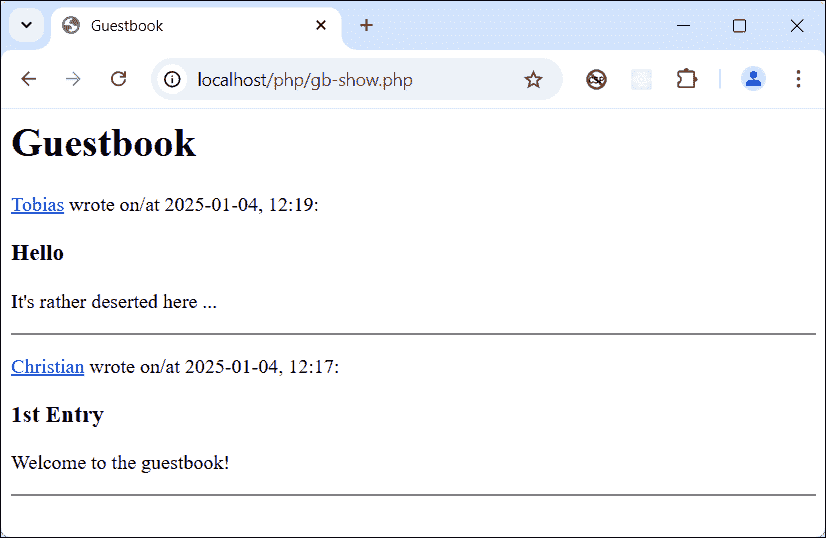 Guestbook
localhost/php/gb-show.php
CSP
Guestbook
Tobias wrote on/at 2025-01-04, 12:19:
Hello
It's rather deserted here ...
Christian wrote on/at 2025-01-04, 12:17:
1st Entry
Welcome to the guestbook!